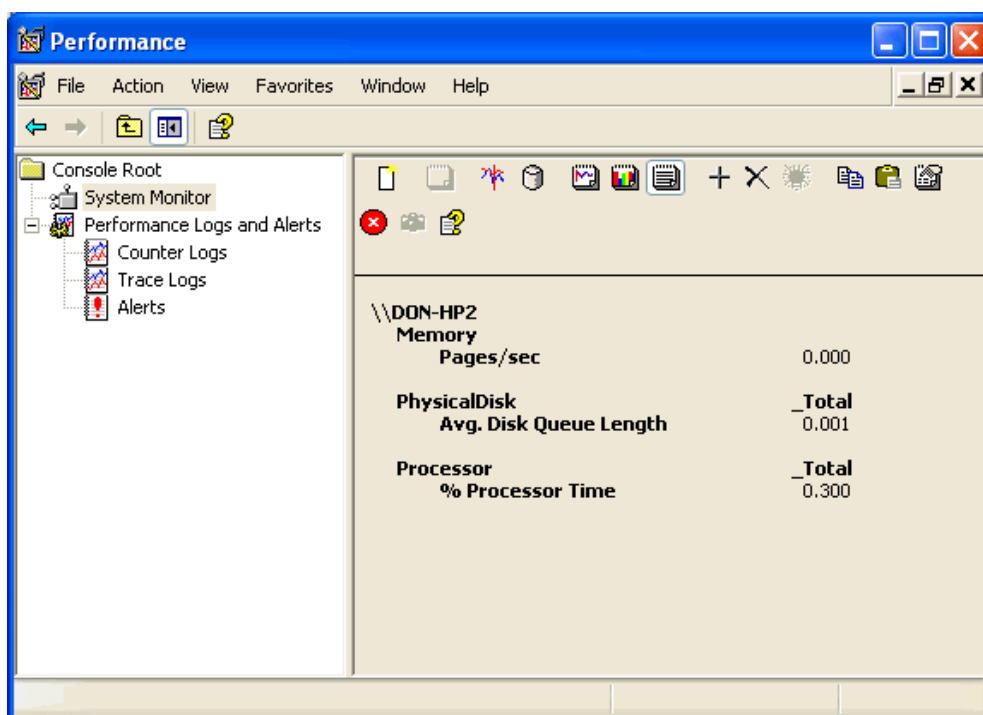 Performance
File Action View Favorites Window Help
Console Root
System Monitor
Performance Logs and Alerts
Counter Logs
Trace Logs
Alerts
\\DON-HP2
Memory
Pages/sec 0.000
PhysicalDisk _Total
Avg. Disk Queue Length 0.001
Processor _Total
% Processor Time 0.300